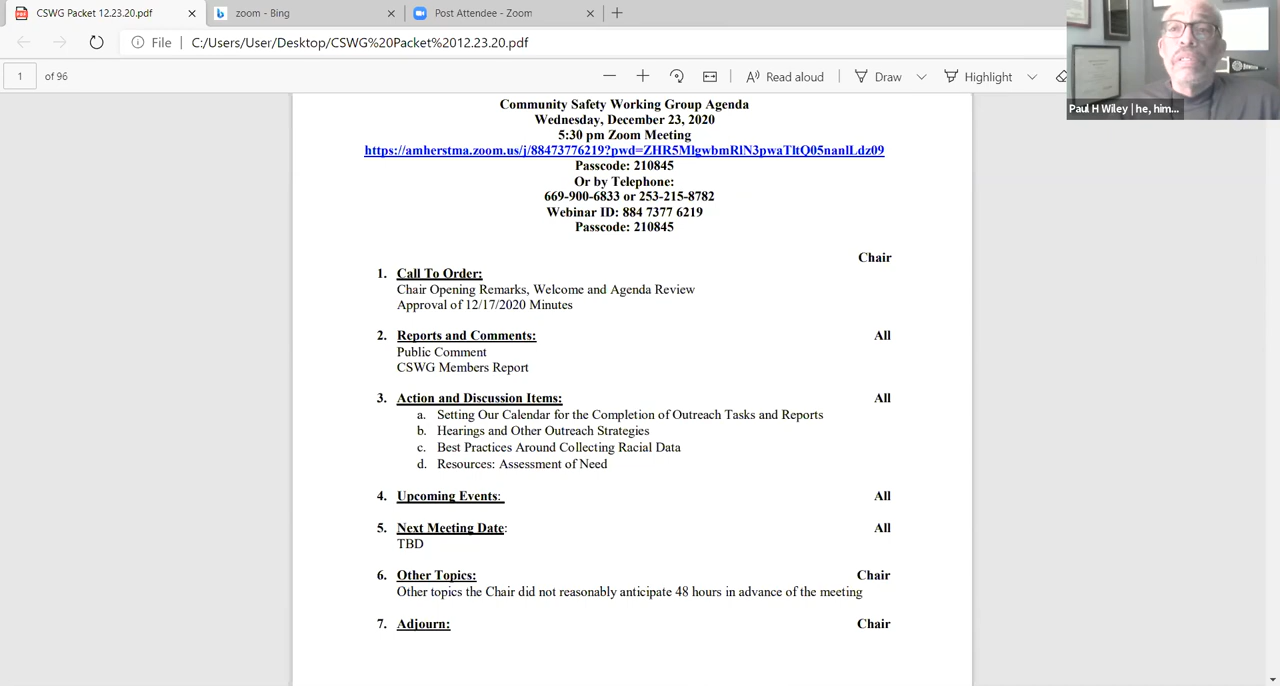 CSWG Packet 12.23.20.pdf
zoom - Bing
Post Attendee - Zoom
File
C:/Users/User/Desktop/CSWG%20Packet%2012.23.20.pdf
1 of 96
Read aloud
Draw
Highlight
Paul H Wiley | he, him...
Community Safety Working Group Agenda
Wednesday, December 23, 2020
5:30 pm Zoom Meeting
https://amherstma.zoom.us/j/88473776219?pwd=ZHR5MlgwbmRlN3pwaTltQ05nanlLdz09
Passcode: 210845
Or by Telephone:
669-900-6833 or 253-215-8782
Webinar ID: 884 7377 6219
Passcode: 210845
Chair
1. Call To Order:
Chair Opening Remarks, Welcome and Agenda Review
Approval of 12/17/2020 Minutes
2. Reports and Comments: All
Public Comment
CSWG Members Report
3. Action and Discussion Items: All
a. Setting Our Calendar for the Completion of Outreach Tasks and Reports
b. Hearings and Other Outreach Strategies
c. Best Practices Around Collecting Racial Data
d. Resources: Assessment of Need
4. Upcoming Events: All
5. Next Meeting Date: All
TBD
6. Other Topics: Chair
Other topics the Chair did not reasonably anticipate 48 hours in advance of the meeting
7. Adjourn: Chair